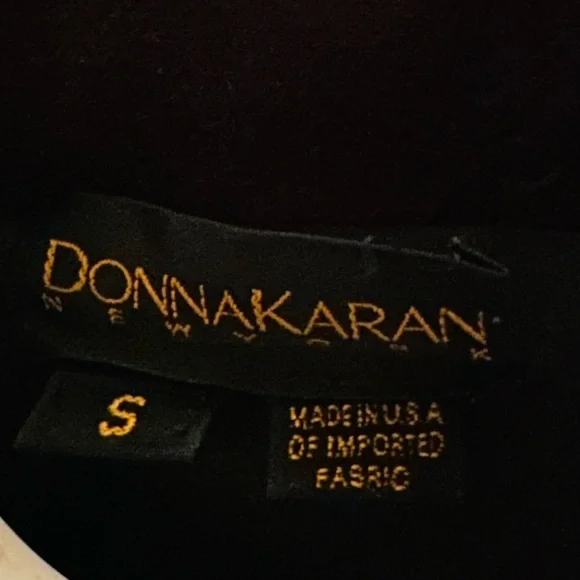 DONNAKARAN
NEW YORK
S
MADE IN U.S.A
OF IMPORTED
FABRIC